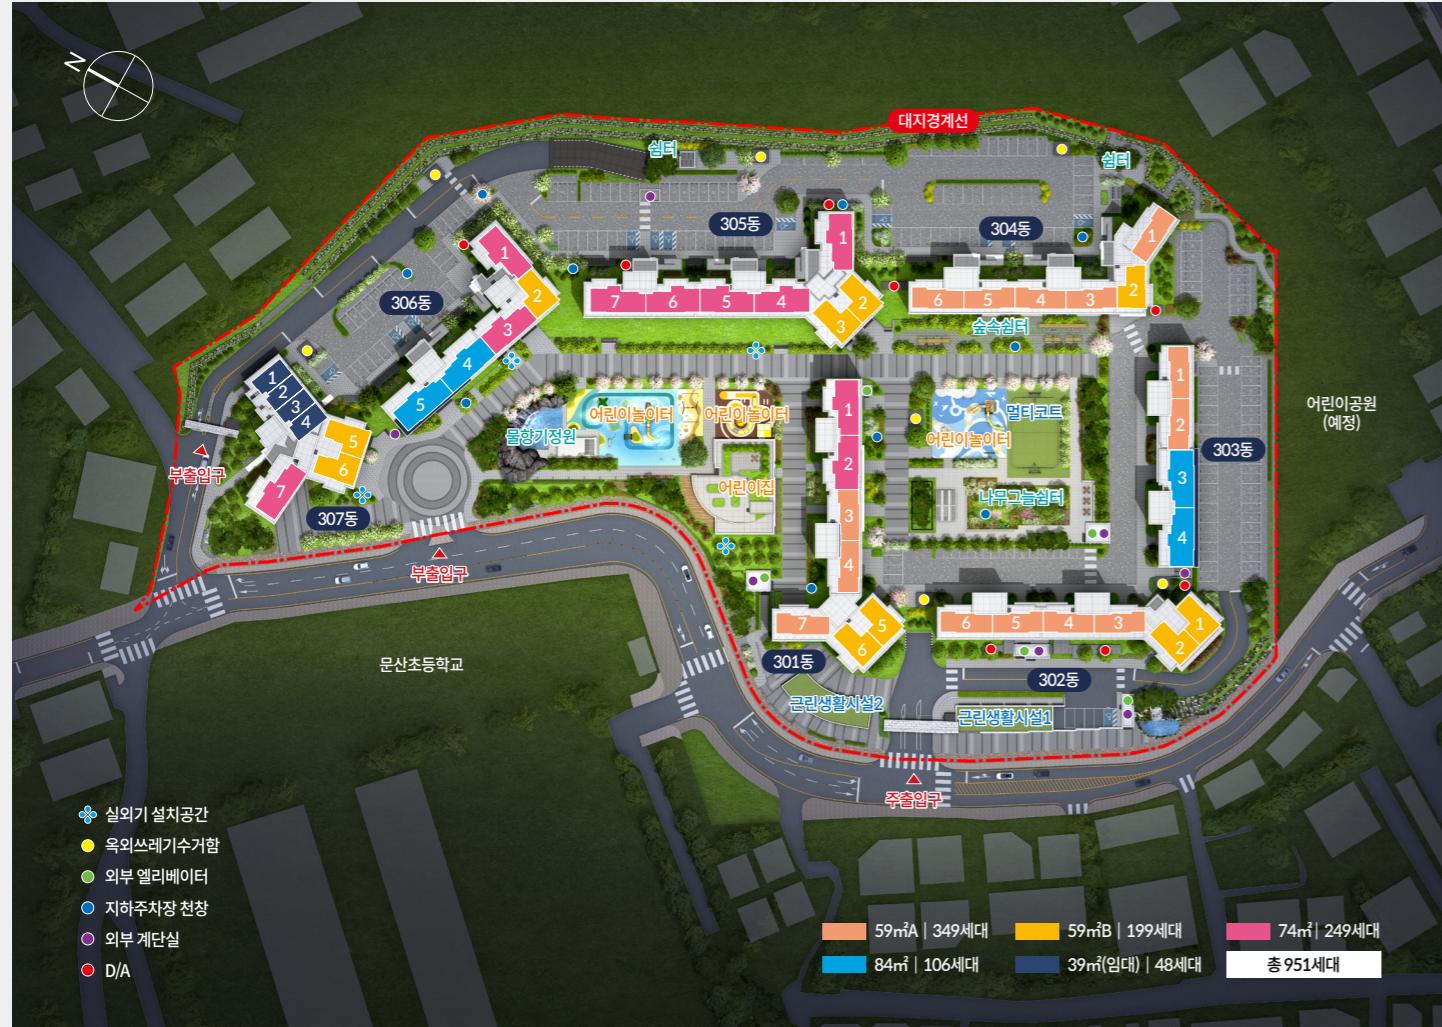 N
대지경계선
쉼터
쉼터
305동
304동
306동
1
2
3
4
5
7
6
5
4
1
2
3
6
5
4
3
2
1
숲속쉼터
1
2
3
4
5
6
7
307동
부출입구
부출입구
물향기정원
어린이놀이터
어린이놀이터
어린이집
어린이놀이터
멀티코트
나무그늘쉼터
1
2
3
4
5
6
7
301동
1
2
3
4
303동
어린이공원
(예정)
6
5
4
3
2
1
302동
근린생활시설2
근린생활시설1
주출입구
문산초등학교
실외기 설치공간
옥외쓰레기수거함
외부 엘리베이터
지하주차장 천창
외부 계단실
D/A
59㎡A | 349세대
59㎡B | 199세대
74㎡ | 249세대
84㎡ | 106세대
39㎡(임대) | 48세대
총 951세대